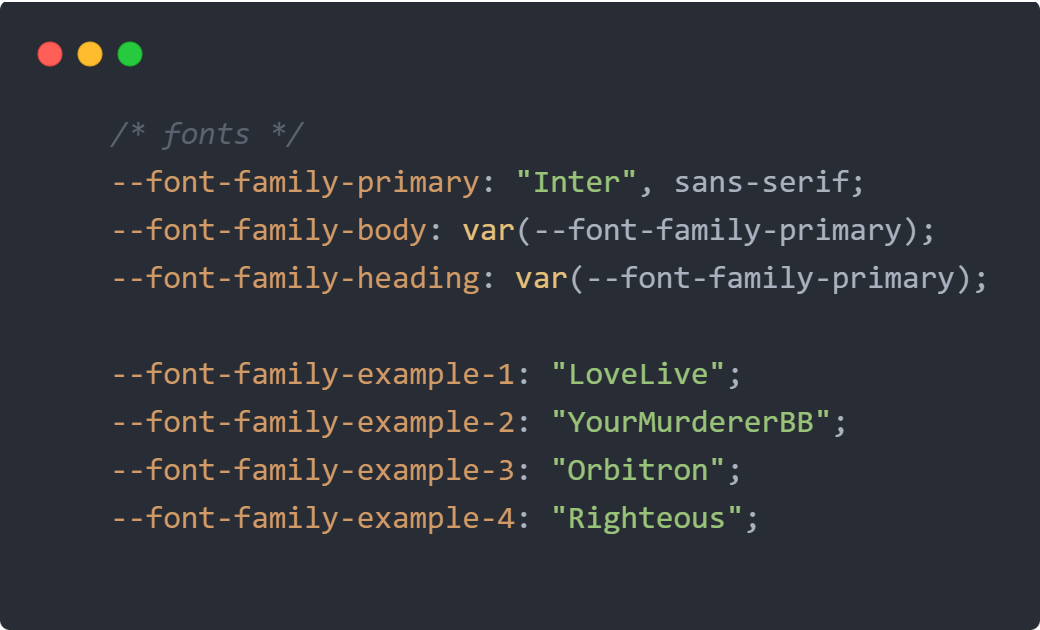 /* fonts */
--font-family-primary: "Inter", sans-serif;
--font-family-body: var(--font-family-primary);
--font-family-heading: var(--font-family-primary);
--font-family-example-1: "LoveLive";
--font-family-example-2: "YourMurdererBB";
--font-family-example-3: "Orbitron";
--font-family-example-4: "Righteous";